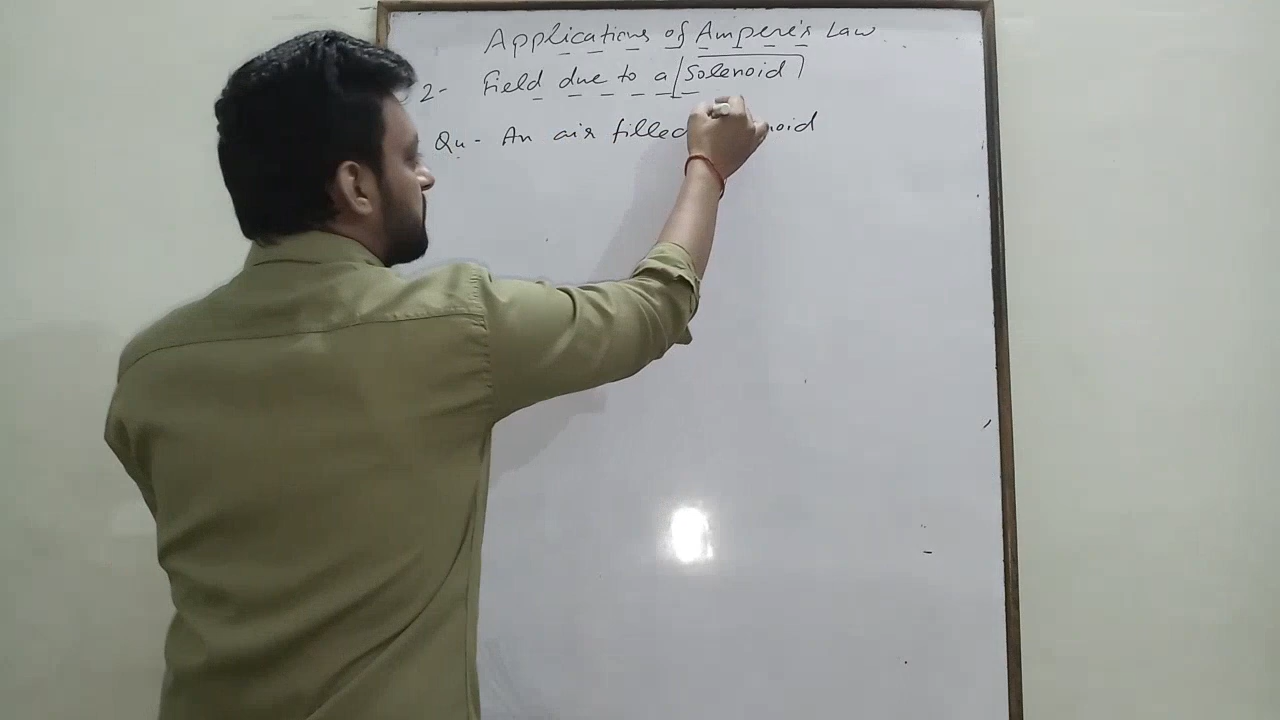 Applications of Ampere's Law
2- Field due to a Solenoid
Qu- An air filled